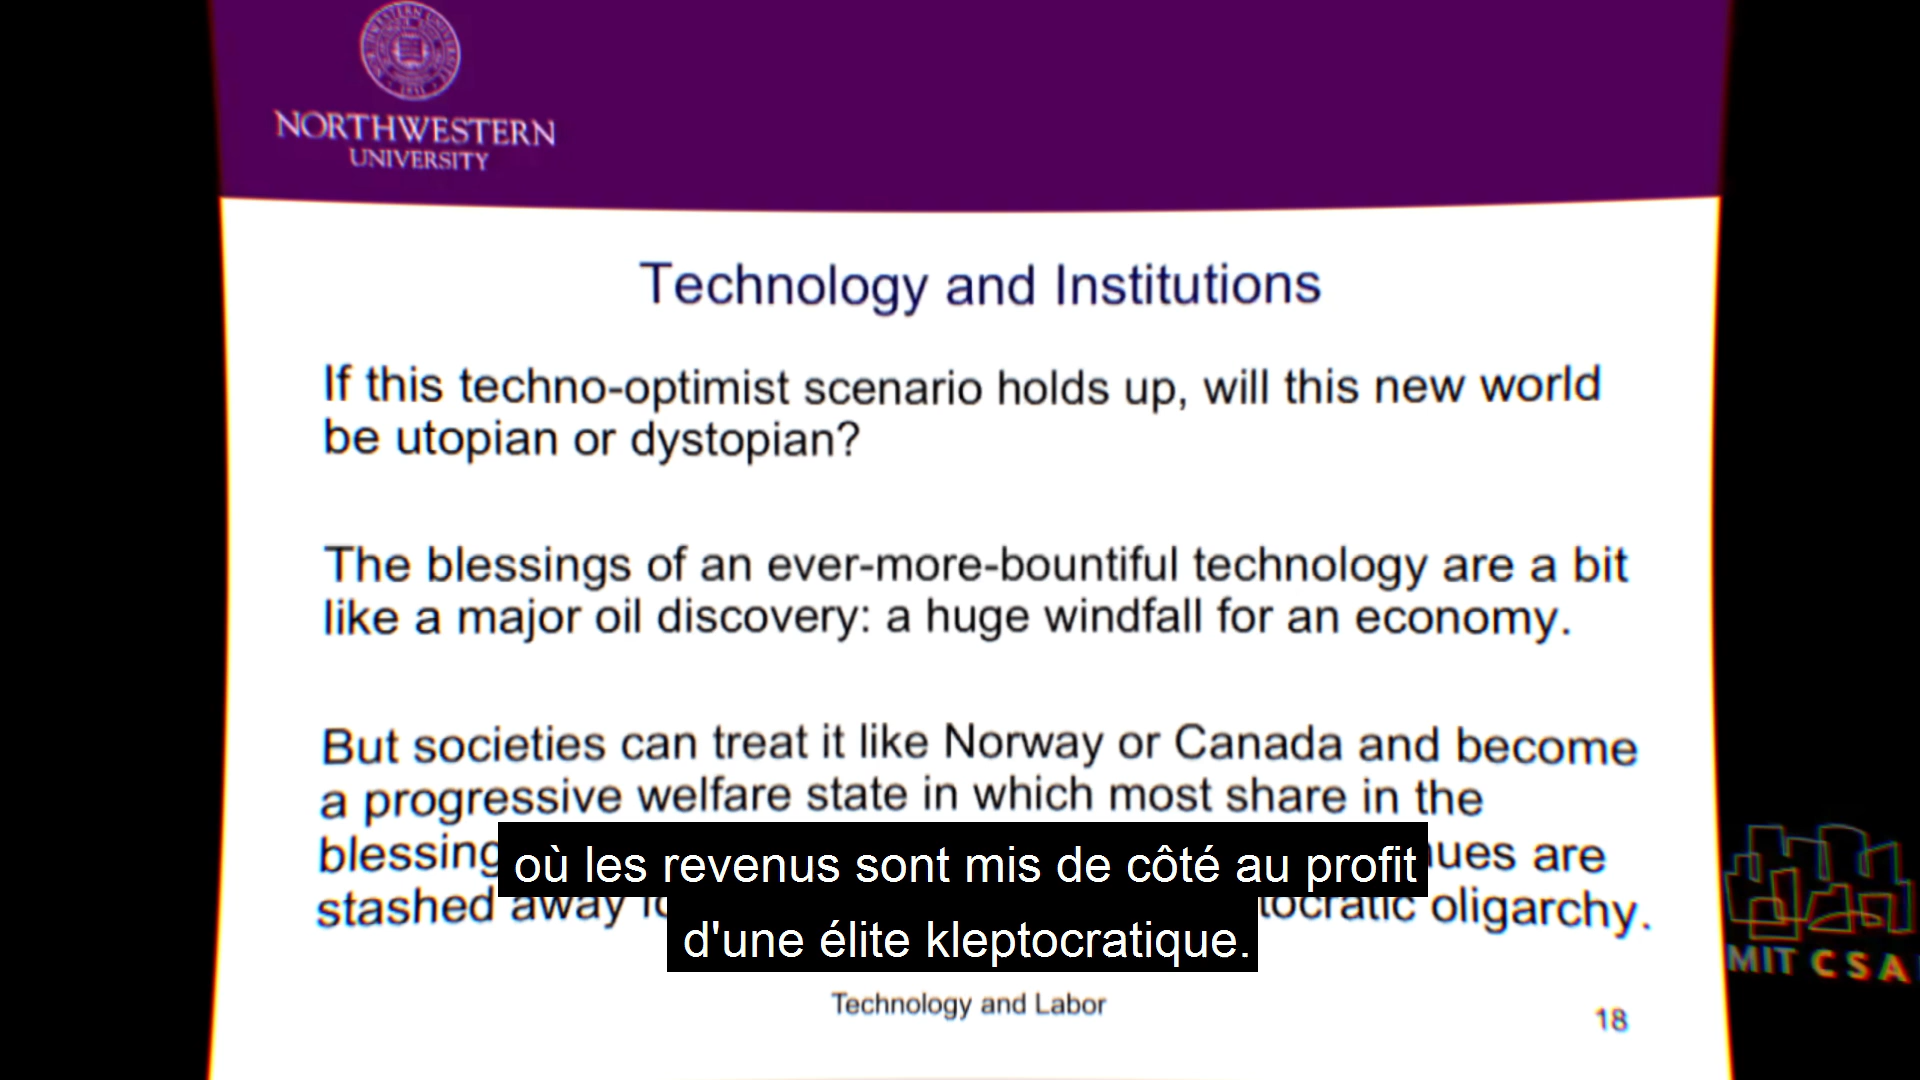 NORTHWESTERN
UNIVERSITY
Technology and Institutions
If this techno-optimist scenario holds up, will this new world
be utopian or dystopian?
The blessings of an ever-more-bountiful technology are a bit
like a major oil discovery: a huge windfall for an economy.
But societies can treat it like Norway or Canada and become
a progressive welfare state in which most share in the
are
stashed away oligarchy.
où les revenus sont mis de côté au profit
d'une élite kleptocratique.
Technology and Labor
18
MIT CSA